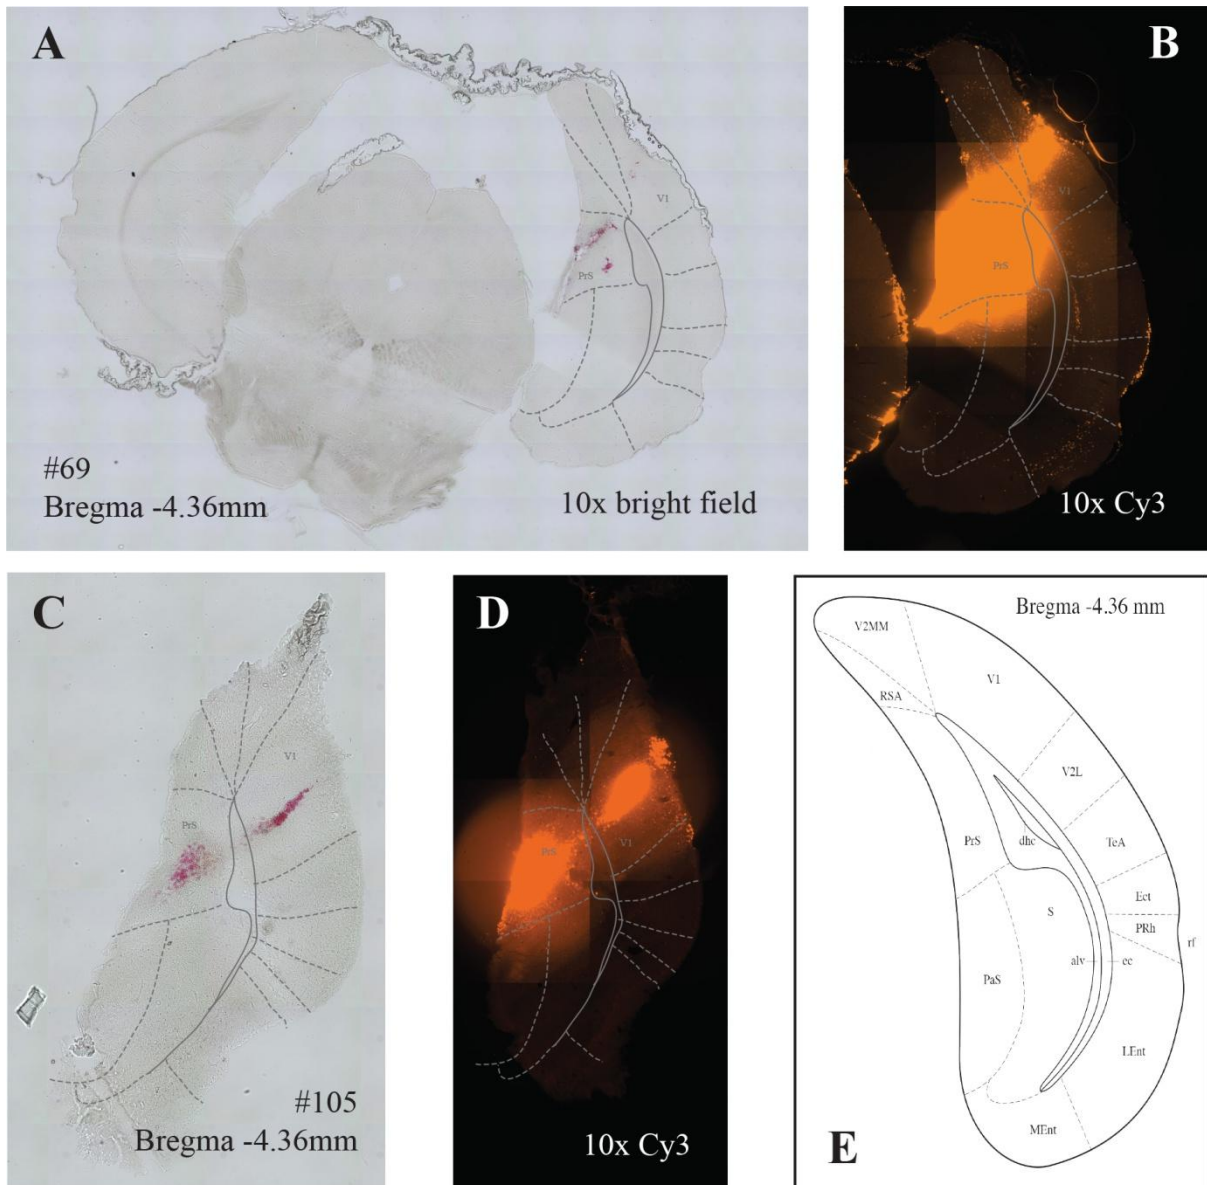 A
V1
PrS
#69
Bregma -4.36mm
10x bright field
B
V1
PrS
10x Cy3
C
V1
PrS
#105
Bregma -4.36mm
D
PrS
V1
10x Cy3
Bregma -4.36 mm
V2MM
V1
RSA
V2L
PrS
dhc
TeA
Ect
S
PRh
rf
alv
ec
PaS
LEnt
MEnt
E